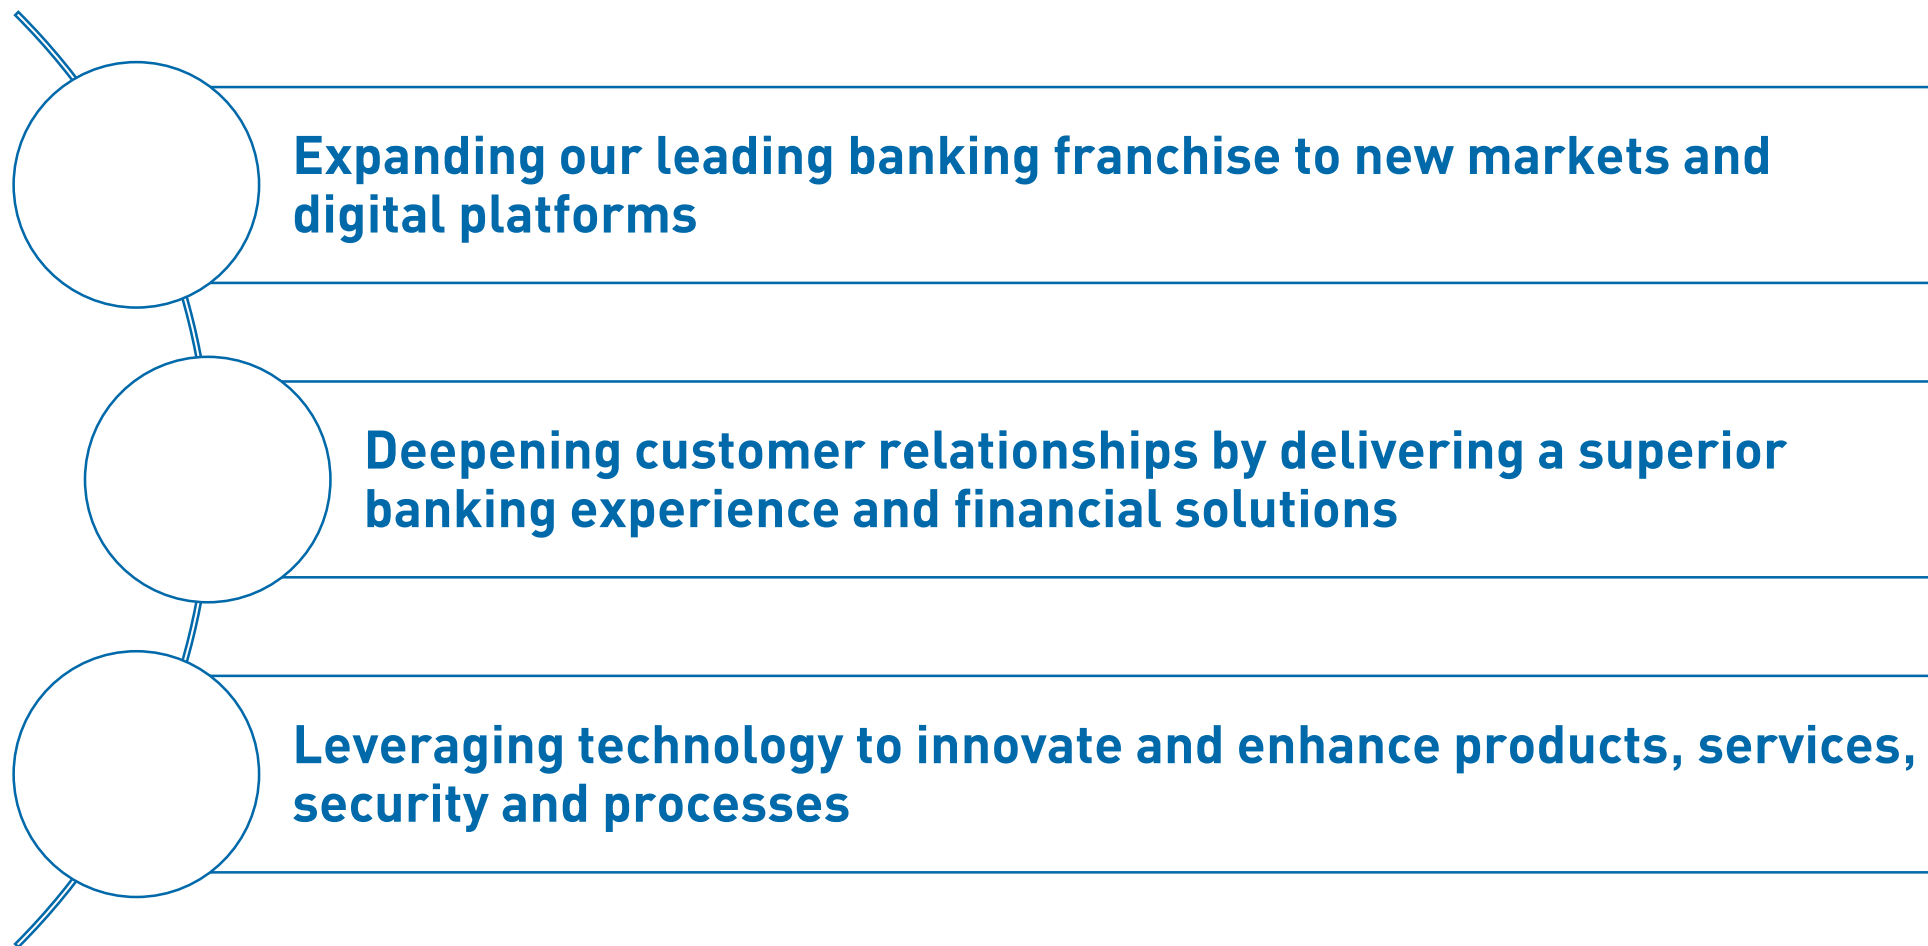 Expanding our leading banking franchise to new markets and
digital platforms
Deepening customer relationships by delivering a superior
banking experience and financial solutions
Leveraging technology to innovate and enhance products, services,
security and processes